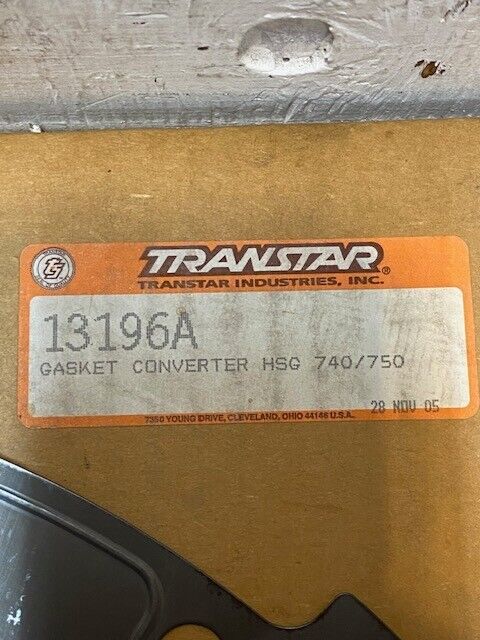 TRANSTAR®
TRANSTAR INDUSTRIES, INC.
13196A
GASKET CONVERTER HSG 740/750
28 NOV 05
7350 YOUNG DRIVE, CLEVELAND, OHIO 44146 U.S.A.